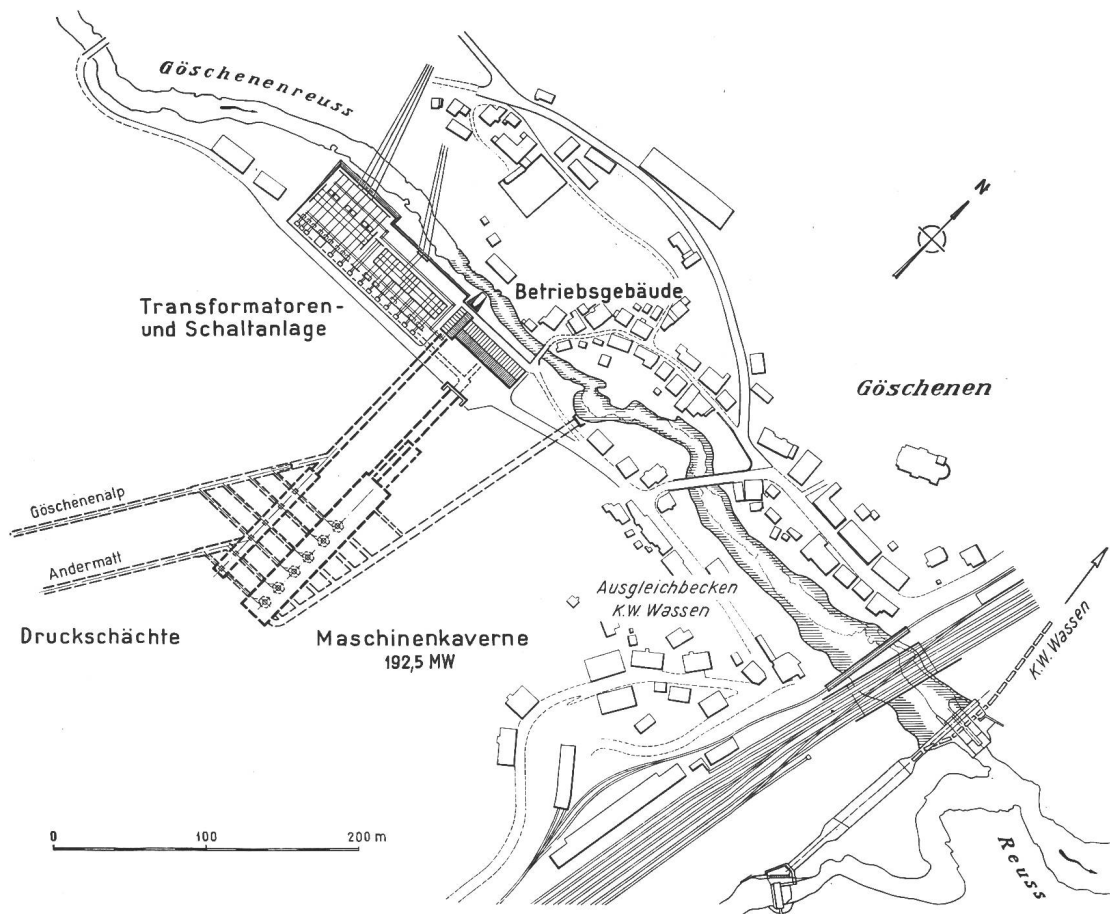 Göschenenreuss
N
Transformatoren-
und Schaltanlage
Betriebsgebäude
Göschenen
Göschenenalp
Andermatt
Druckschächte
Maschinenkaverne
192,5 MW
Ausgleichbecken
K.W. Wassen
K.W. Wassen
0 100 200 m
Reuss